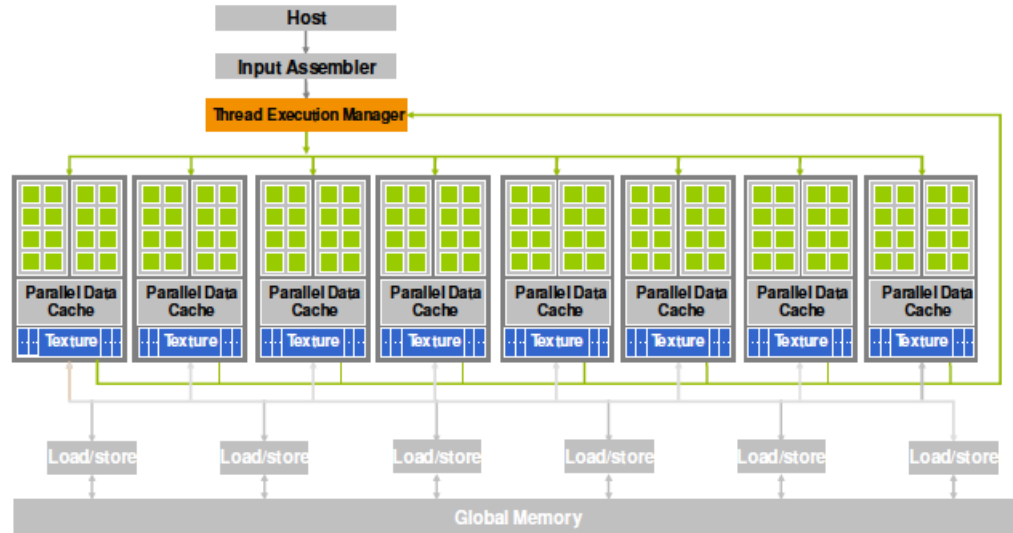 Host
Input Assembler
Thread Execution Manager
Parallel Data
Cache
Texture
Parallel Data
Cache
Texture
Parallel Data
Cache
Texture
Parallel Data
Cache
Texture
Parallel Data
Cache
Texture
Parallel Data
Cache
Texture
Parallel Data
Cache
Texture
Parallel Data
Cache
Texture
Load/store
Load/store
Load/store
Load/store
Load/store
Load/store
Global Memory